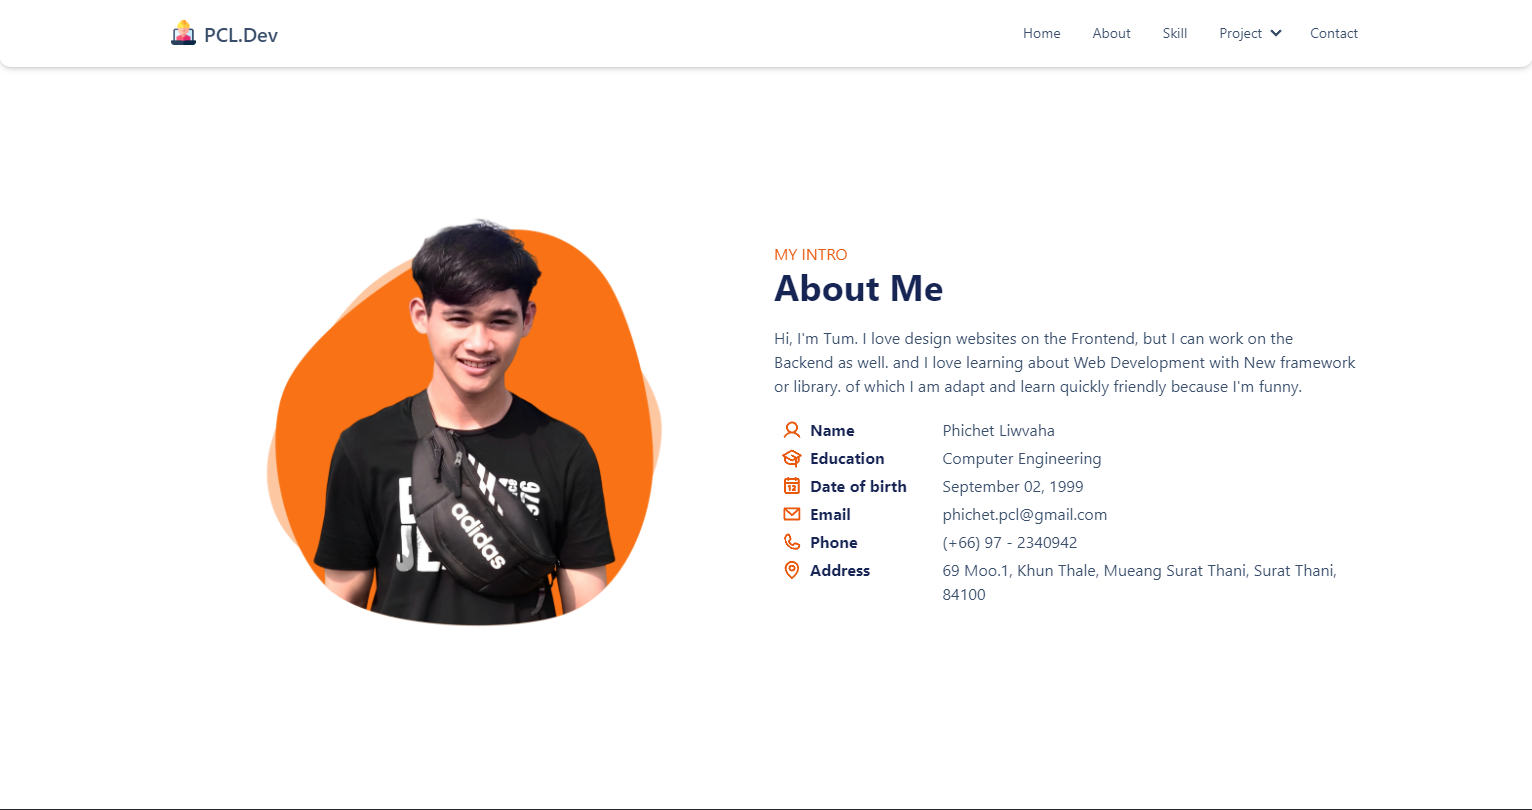 PCL.Dev
Home About Skill Project Contact
MY INTRO
About Me
Hi, I'm Tum. I love design websites on the Frontend, but I can work on the
Backend as well. and I love learning about Web Development with New framework
or library. of which I am adapt and learn quickly friendly because I'm funny.
Name Phichet Liwvaha
Education Computer Engineering
12
Date of birth September 02, 1999
Email phichet.pcl@gmail.com
Phone (+66) 97 - 2340942
Address 69 Moo.1, Khun Thale, Mueang Surat Thani, Surat Thani,
84100
adidas